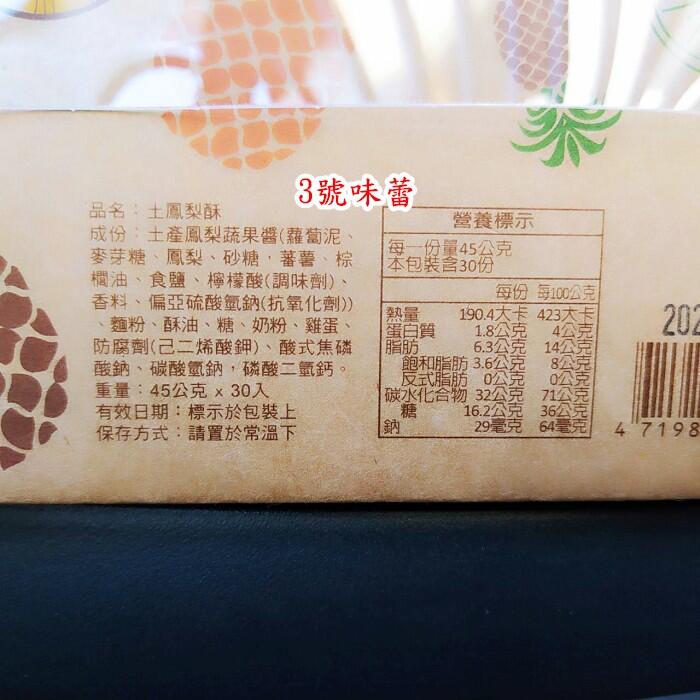 3號味蕾
品名：土鳳梨酥
成份：土產鳳梨蔬果醬(蘿蔔泥、
麥芽糖、鳳梨、砂糖，蕃薯、棕
櫚油、食鹽、檸檬酸(調味劑)、
香料、偏亞硫酸氫鈉(抗氧化劑))
、麵粉、酥油、糖、奶粉、雞蛋、
防腐劑(己二烯酸鉀)、酸式焦磷
酸鈉、碳酸氫鈉，磷酸二氫鈣。
重量：45公克 x 30入
有效日期：標示於包裝上
保存方式：請置於常溫下
營養標示
每一份量45公克
本包裝含30份
每份 每100公克
熱量 190.4大卡 423大卡
蛋白質 1.8公克 4公克
脂肪 6.3公克 14公克
飽和脂肪 3.6公克 8公克
反式脂肪 0公克 0公克
碳水化合物 32公克 71公克
糖 16.2公克 36公克
鈉 29毫克 64毫克
202
4 7198